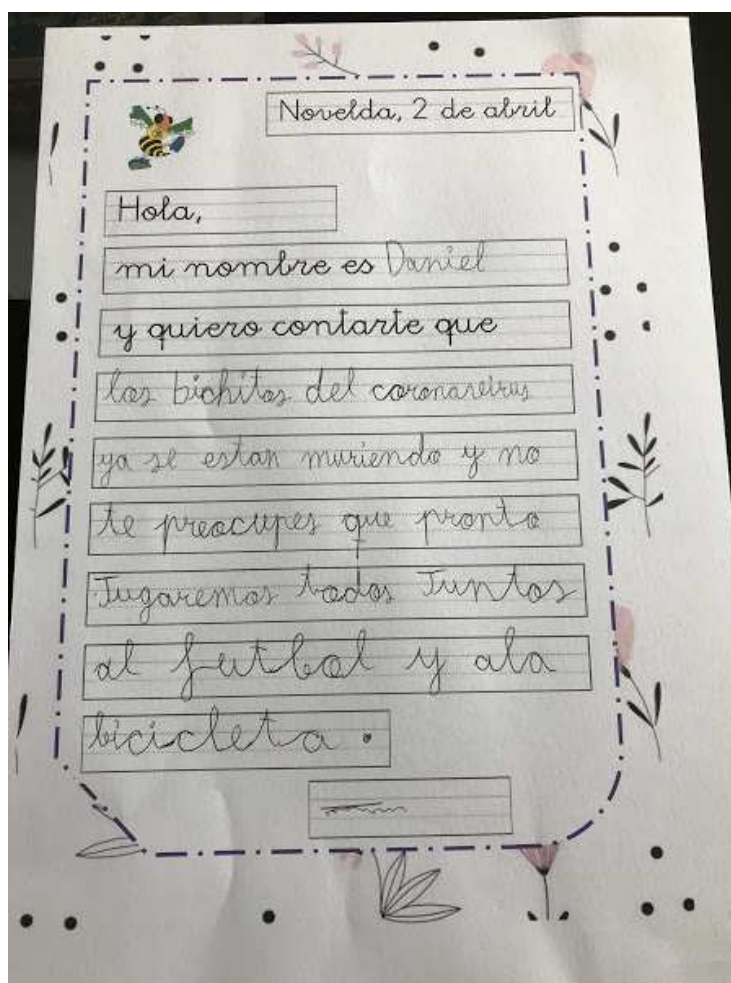 Novelda, 2 de abril
Hola,
mi nombre es Daniel
y quiero contarte que
los bichitos del coronaveirus
ya se estan muriendo y no
te preocupes que pronto
Jugaremos todos Juntos
al futbol y ala
bicicleta.